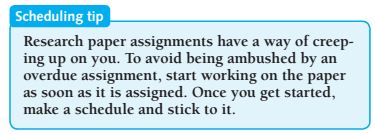 Scheduling tip
Research paper assignments have a way of creep-
ing up on you. To avoid being ambushed by an
overdue assignment, start working on the paper
as soon as it is assigned. Once you get started,
make a schedule and stick to it.